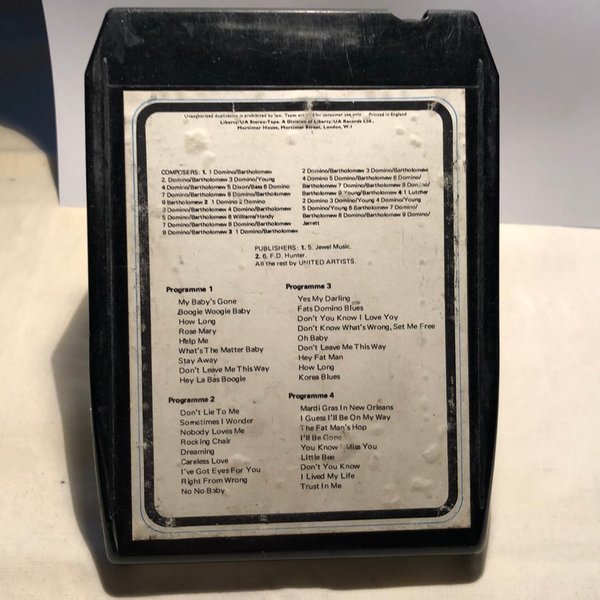 Unauthorised duplication is prohibited by law. Tapes are sold for consumer use only. Printed in England
Liberty/UA Stereo-Tape. A Division of Liberty/UA Records Ltd.,
Mortimer House, Mortimer Street, London, W.1
COMPOSERS: 1. 1 Domino/Bartholomew
2. Domino/Bartholomew 3 Domino/Young
4 Domino/Bartholomew 5 Dixon/Bass 6 Domino
7 Domino/Bartholomew 8 Domino/Bartholomew
9 Bartholomew 2 1 Domino 2 Domino
3 Domino/Bartholomew 4 Domino/Bartholomew
5 Domino/Bartholomew 6 Williams/Handy
7 Domino/Bartholomew 8 Domino/Bartholomew
9 Domino/Bartholomew 3 1 Domino/Bartholomew
2 Domino/Bartholomew 3 Domino/Bartholomew
4 Domino 5 Domino/Bartholomew 6 Domino/
Bartholomew 7 Domino/Bartholomew 8 Domino/
Bartholomew 9 Young/Bartholomew 4 1 Lutcher
2 Domino 3 Domino/Young 4 Domino/Young
5 Domino/Young 6 Bartholomew 7 Domino/
Bartholomew 8 Domino/Bartholomew 9 Domino/
Jarrett
PUBLISHERS: 1. 5. Jewel Music.
2. 6. F.D. Hunter.
All the rest by UNITED ARTISTS.
Programme 1
My Baby's Gone
Boogie Woogie Baby
How Long
Rose Mary
Help Me
What's The Matter Baby
Stay Away
Don't Leave Me This Way
Hey La Bas Boogie
Programme 2
Don't Lie To Me
Sometimes I Wonder
Nobody Loves Me
Rocking Chair
Dreaming
Careless Love
I've Got Eyes For You
Right From Wrong
No No Baby
Programme 3
Yes My Darling
Fats Domino Blues
Don't You Know I Love Yoy
Don't Know What's Wrong, Set Me Free
Oh Baby
Don't Leave Me This Way
Hey Fat Man
How Long
Korea Blues
Programme 4
Mardi Gras In New Orleans
I Guess I'll Be On My Way
The Fat Man's Hop
I'll Be Gone
You Know I Miss You
Little Bee
Don't You Know
I Lived My Life
Trust In Me